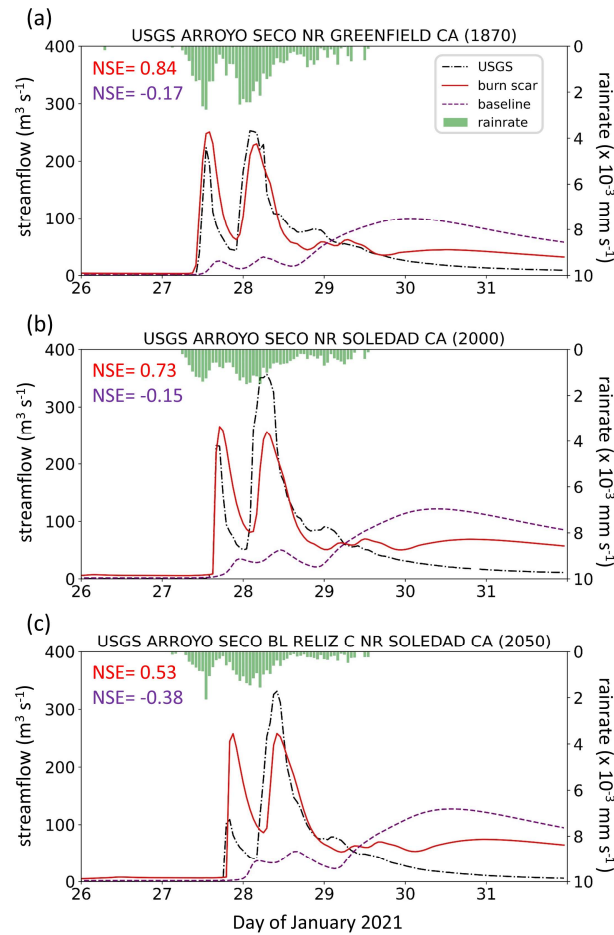 (a)
USGS ARROYO SECO NR GREENFIELD CA (1870)
NSE= 0.84
NSE= -0.17
USGS
burn scar
baseline
rainrate
streamflow (m³ s⁻¹)
400
300
200
100
0
0
2
4
6
8
10
rainrate (x 10⁻³ mm s⁻¹)
26 27 28 29 30 31
(b)
USGS ARROYO SECO NR SOLEDAD CA (2000)
NSE= 0.73
NSE= -0.15
streamflow (m³ s⁻¹)
400
300
200
100
0
0
2
4
6
8
10
rainrate (x 10⁻³ mm s⁻¹)
26 27 28 29 30 31
(c)
USGS ARROYO SECO BL RELIZ C NR SOLEDAD CA (2050)
NSE= 0.53
NSE= -0.38
streamflow (m³ s⁻¹)
400
300
200
100
0
0
2
4
6
8
10
rainrate (x 10⁻³ mm s⁻¹)
26 27 28 29 30 31
Day of January 2021